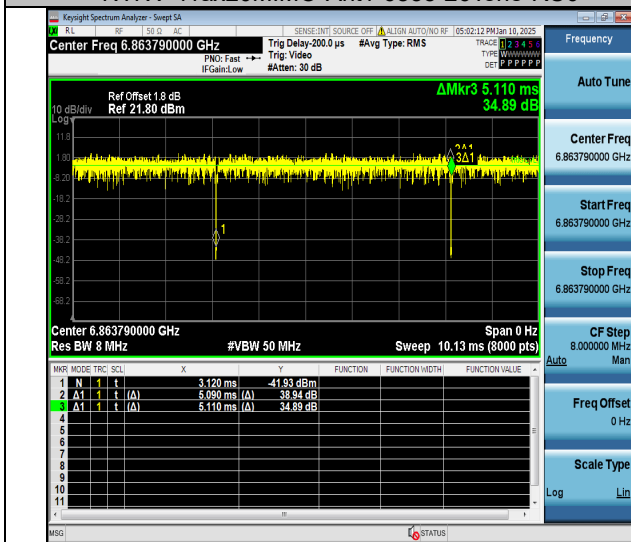 Keysight Spectrum Analyzer - Swept SA
RL RF 50 Ω AC SENSE:INT SOURCE OFF ALIGN AUTO/NO RF 05:02:12 PM Jan 10, 2025
Center Freq 6.863790000 GHz
PNO: Fast
IFGain:Low
Trig Delay-200.0 µs
Trig: Video
#Atten: 30 dB
#Avg Type: RMS
TRACE 1 2 3 4 5 6
TYPE WWWWWW
DET P P P P P P
Ref Offset 1.8 dB
Ref 21.80 dBm
10 dB/div
Log
ΔMkr3 5.110 ms
34.89 dB
11.8
1.80
-8.20
-18.2
-28.2
-38.2
-48.2
-58.2
-68.2
1
3Δ1
Center 6.863790000 GHz
Span 0 Hz
Res BW 8 MHz
#VBW 50 MHz
Sweep 10.13 ms (8000 pts)
MKR MODE TRC SCL X Y FUNCTION FUNCTION WIDTH FUNCTION VALUE
1 N 1 t 3.120 ms -41.93 dBm
2 Δ1 1 t (Δ) 5.090 ms (Δ) 38.94 dB
3 Δ1 1 t (Δ) 5.110 ms (Δ) 34.89 dB
4
5
6
7
8
9
10
11
MSG
STATUS
Frequency
Auto Tune
Center Freq
6.863790000 GHz
Start Freq
6.863790000 GHz
Stop Freq
6.863790000 GHz
CF Step
8.000000 MHz
Auto Man
Freq Offset
0 Hz
Scale Type
Log Lin